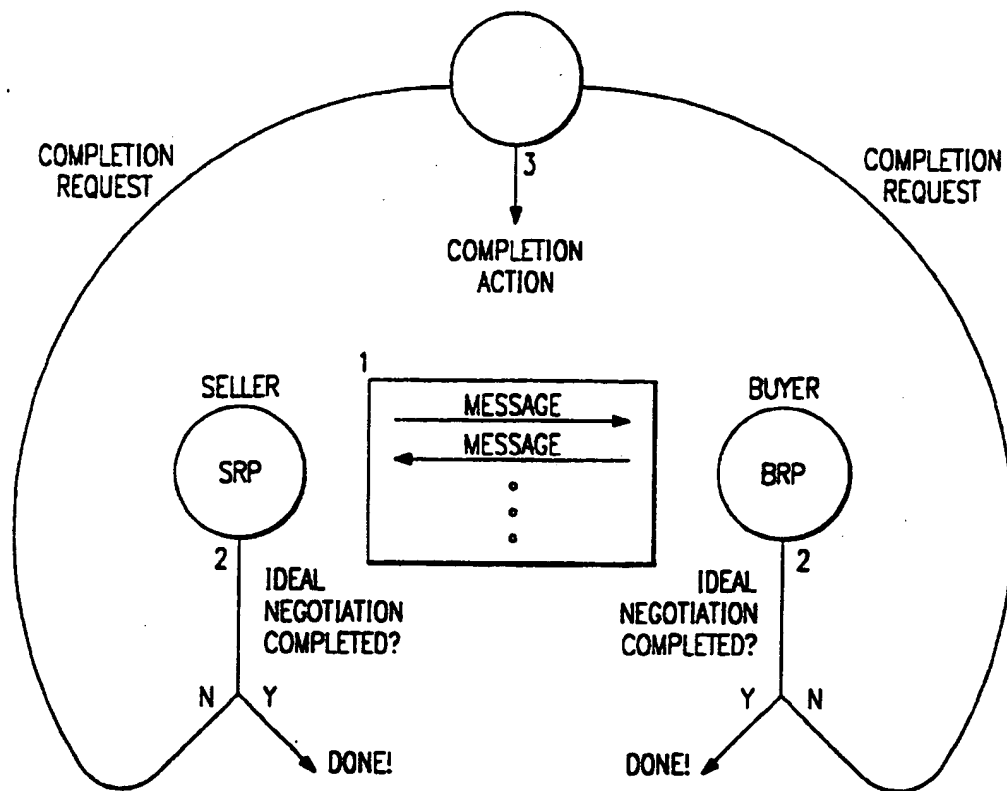 COMPLETION
REQUEST
COMPLETION
REQUEST
3
COMPLETION
ACTION
1
SELLER
BUYER
MESSAGE
MESSAGE
SRP
BRP
2
2
IDEAL
NEGOTIATION
COMPLETED?
IDEAL
NEGOTIATION
COMPLETED?
N Y
Y N
DONE!
DONE!